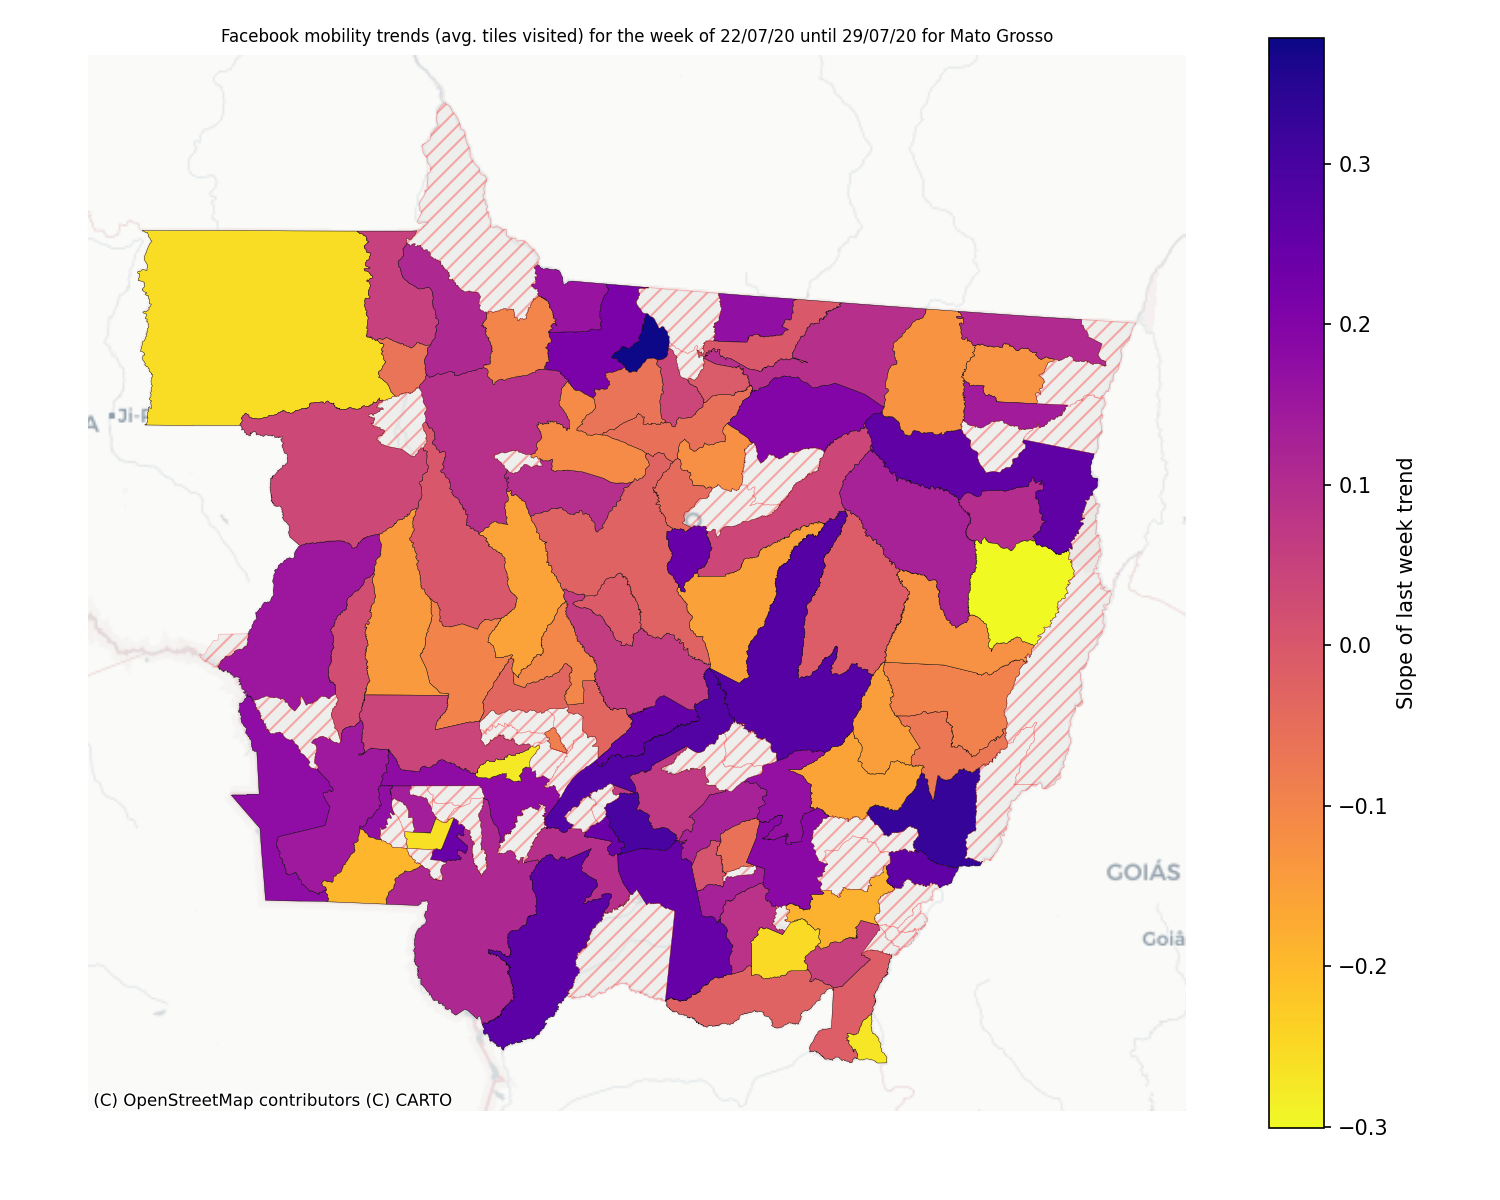 Facebook mobility trends (avg. tiles visited) for the week of 22/07/20 until 29/07/20 for Mato Grosso
0.3
0.2
0.1
0.0
−0.1
−0.2
−0.3
Slope of last week trend
A
Ji-P
GOIÁS
Goiâ
(C) OpenStreetMap contributors (C) CARTO